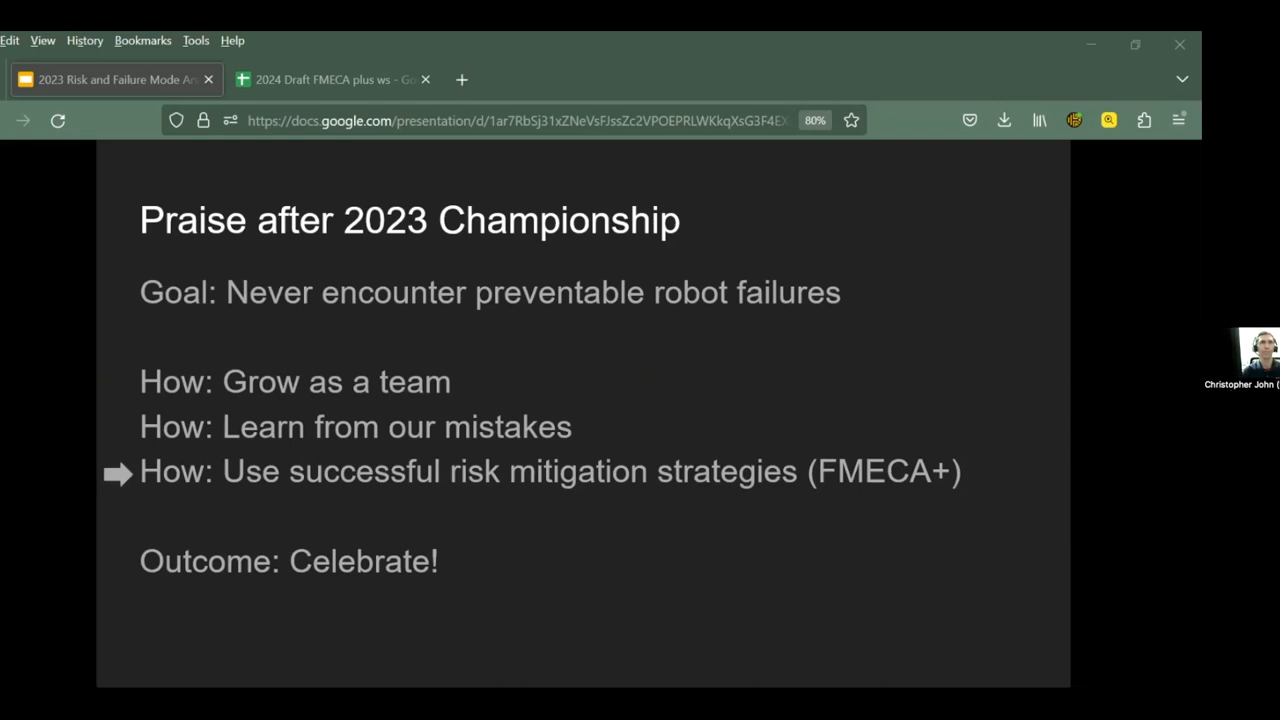 Edit View History Bookmarks Tools Help
2023 Risk and Failure Mode An
2024 Draft FMECA plus ws - Go
https://docs.google.com/presentation/d/1ar7RbSj31xZNeVsFJssZc2VPOEPRLWKkqXsG3F4EX
80%
Praise after 2023 Championship
Goal: Never encounter preventable robot failures
How: Grow as a team
How: Learn from our mistakes
How: Use successful risk mitigation strategies (FMECA+)
Outcome: Celebrate!
Christopher John (